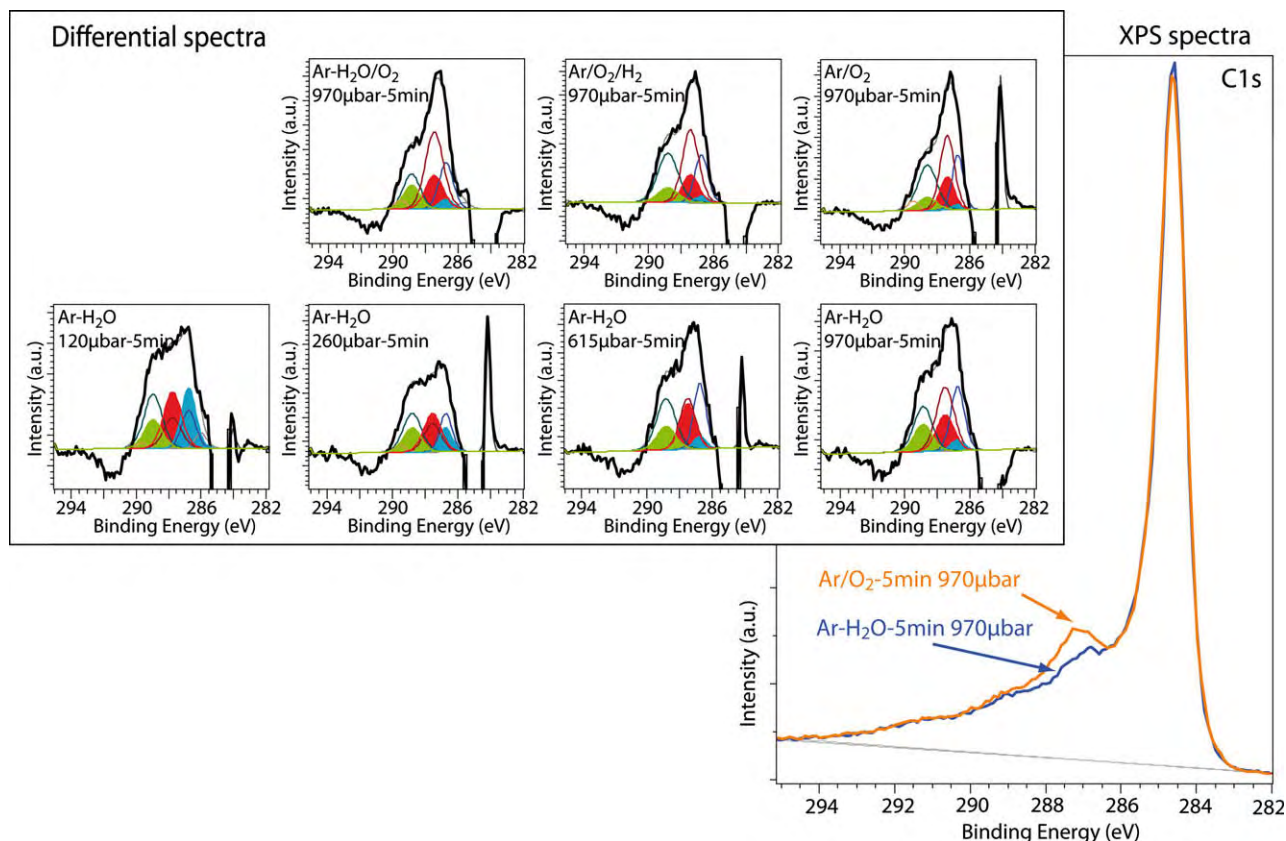 Differential spectra
XPS spectra
C1s
Ar-H₂O/O₂
970µbar-5min
Intensity (a.u.)
294 290 286 282
Binding Energy (eV)
Ar/O₂/H₂
970µbar-5min
Intensity (a.u.)
294 290 286 282
Binding Energy (eV)
Ar/O₂
970µbar-5min
Intensity (a.u.)
294 290 286 282
Binding Energy (eV)
Ar-H₂O
120µbar-5min
Intensity (a.u.)
294 290 286 282
Binding Energy (eV)
Ar-H₂O
260µbar-5min
Intensity (a.u.)
294 290 286 282
Binding Energy (eV)
Ar-H₂O
615µbar-5min
Intensity (a.u.)
294 290 286 282
Binding Energy (eV)
Ar-H₂O
970µbar-5min
Intensity (a.u.)
294 290 286 282
Binding Energy (eV)
Ar/O₂-5min 970µbar
Ar-H₂O-5min 970µbar
Intensity (a.u.)
294 292 290 288 286 284 282
Binding Energy (eV)